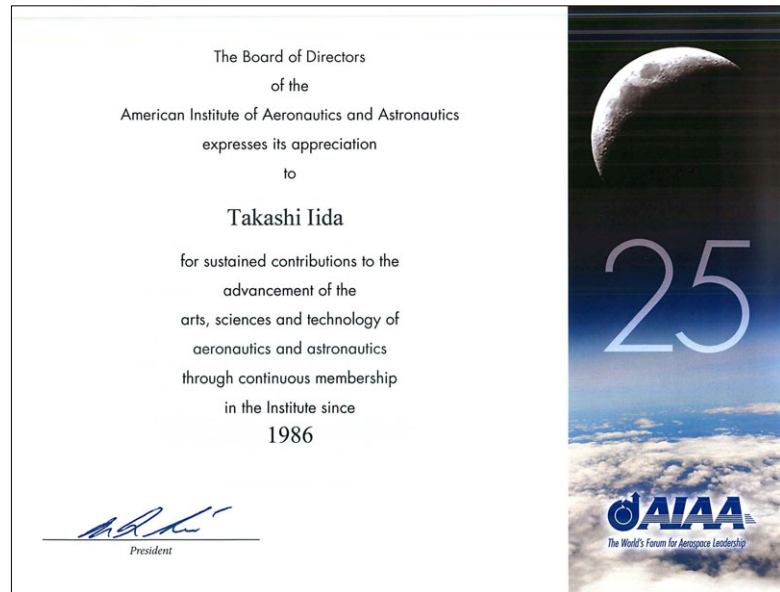 The Board of Directors
of the
American Institute of Aeronautics and Astronautics
expresses its appreciation
to
Takashi Iida
for sustained contributions to the
advancement of the
arts, sciences and technology of
aeronautics and astronautics
through continuous membership
in the Institute since
1986
President
25
AIAA
The World's Forum for Aerospace Leadership